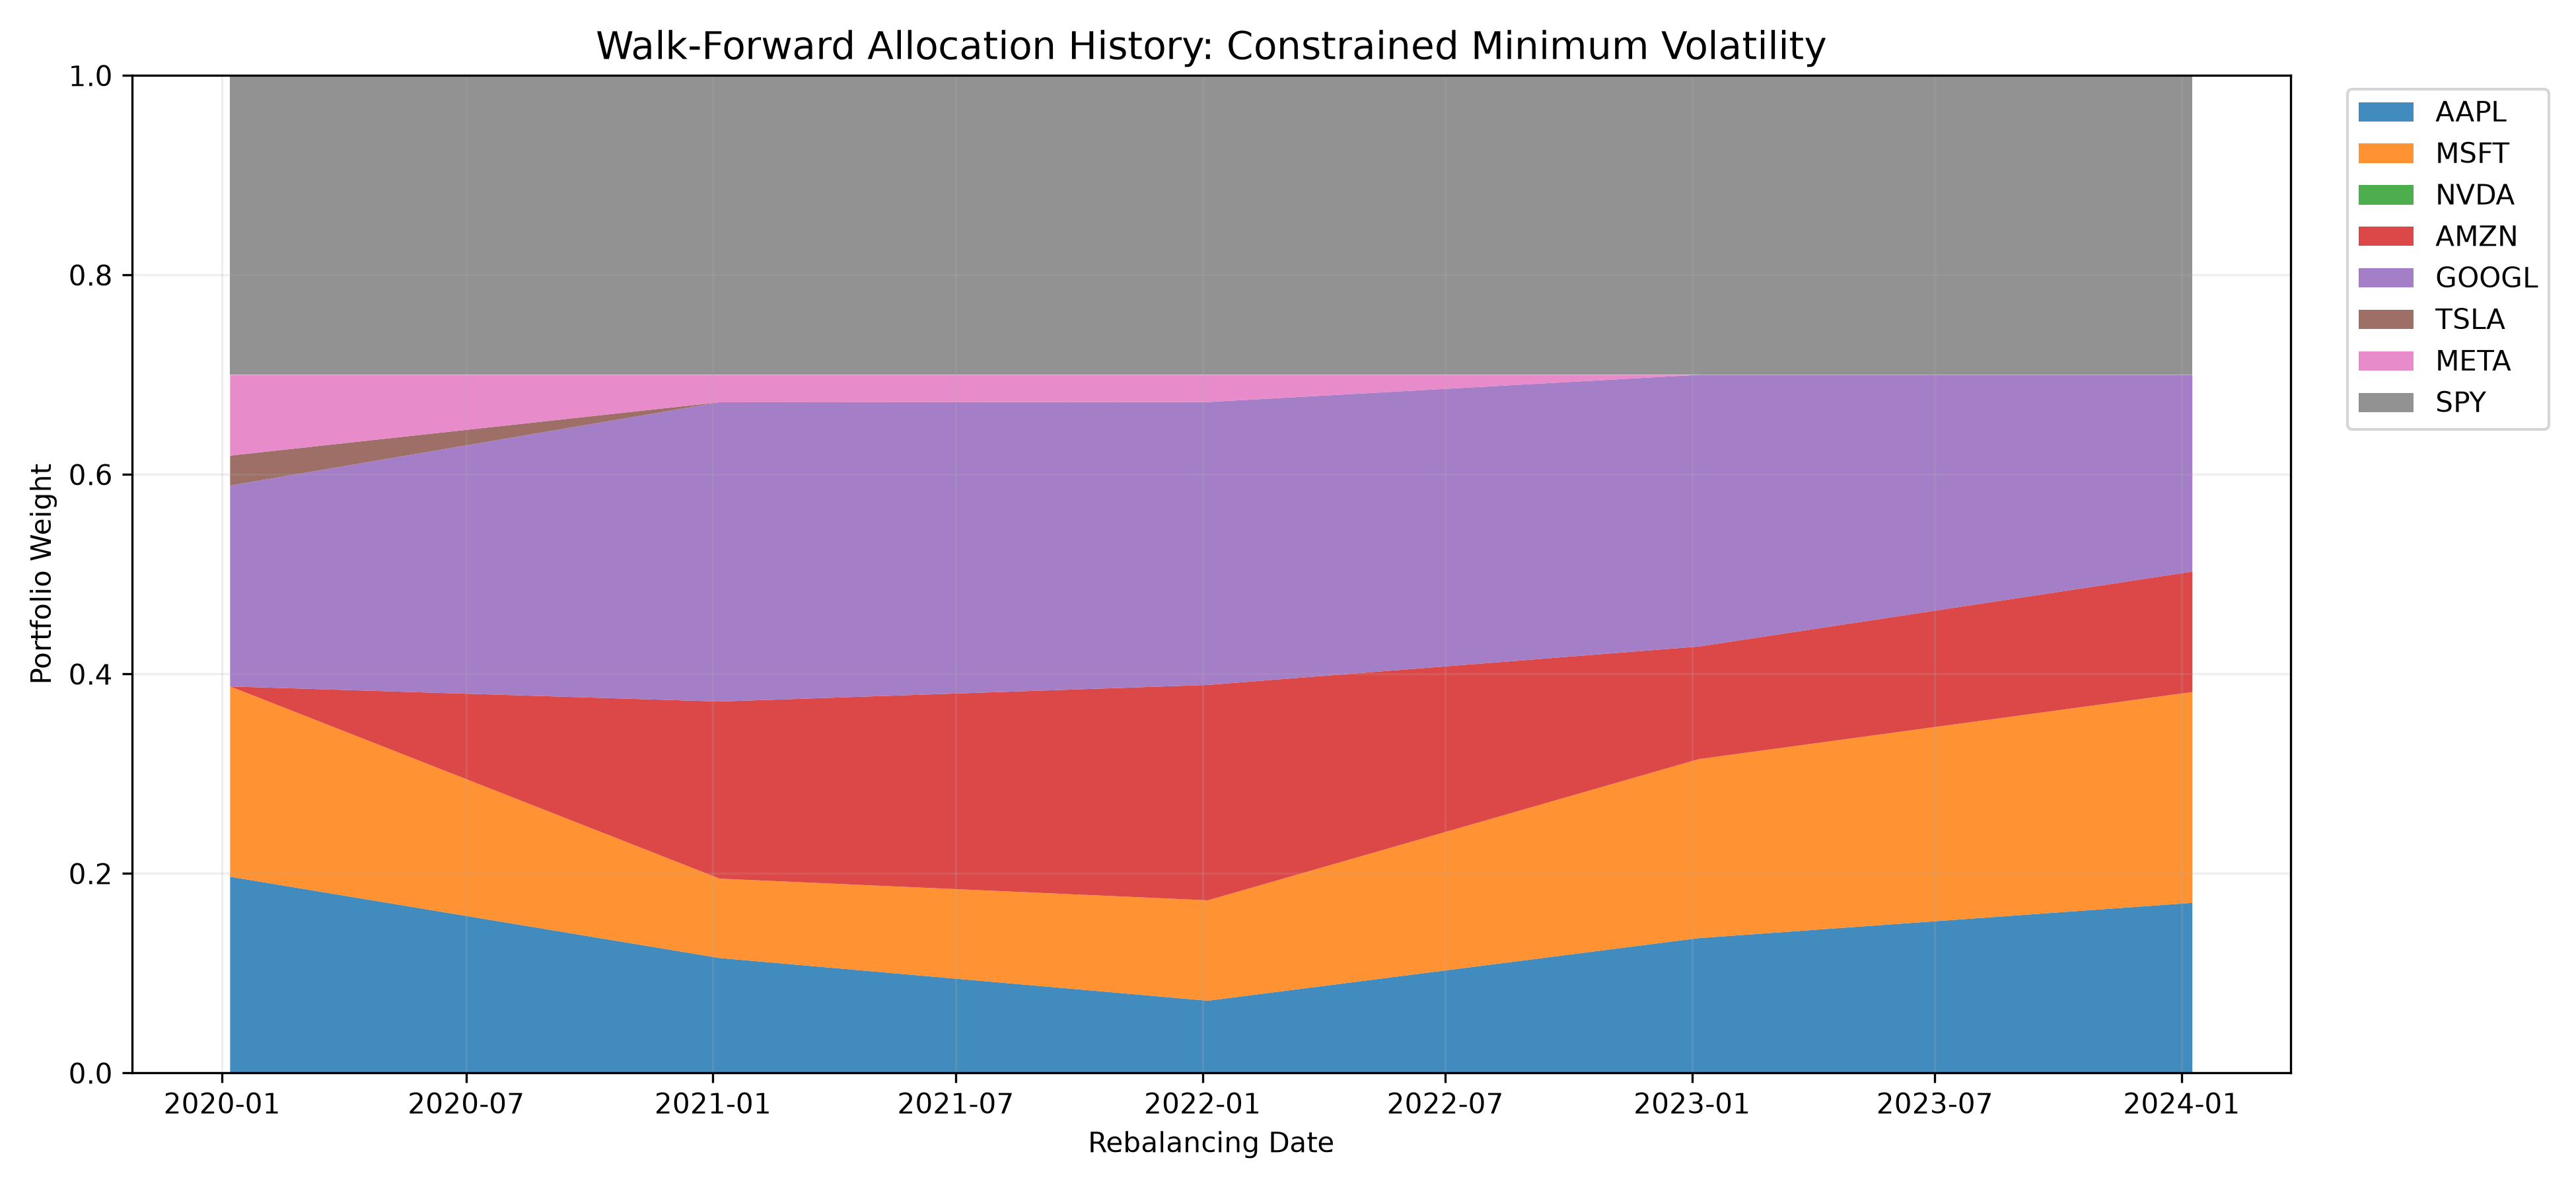 Walk-Forward Allocation History: Constrained Minimum Volatility
1.0
0.8
0.6
0.4
0.2
0.0
Portfolio Weight
2020-01
2020-07
2021-01
2021-07
2022-01
2022-07
2023-01
2023-07
2024-01
Rebalancing Date
AAPL
MSFT
NVDA
AMZN
GOOGL
TSLA
META
SPY